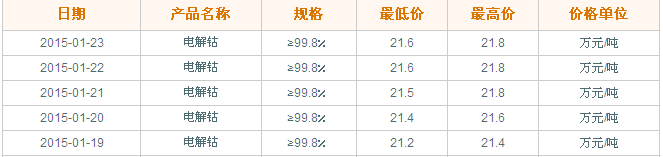 日期 产品名称 规格 最低价 最高价 价格单位
2015-01-23 电解钴 ≥99.8% 21.6 21.8 万元/吨
2015-01-22 电解钴 ≥99.8% 21.6 21.8 万元/吨
2015-01-21 电解钴 ≥99.8% 21.5 21.8 万元/吨
2015-01-20 电解钴 ≥99.8% 21.4 21.6 万元/吨
2015-01-19 电解钴 ≥99.8% 21.2 21.4 万元/吨